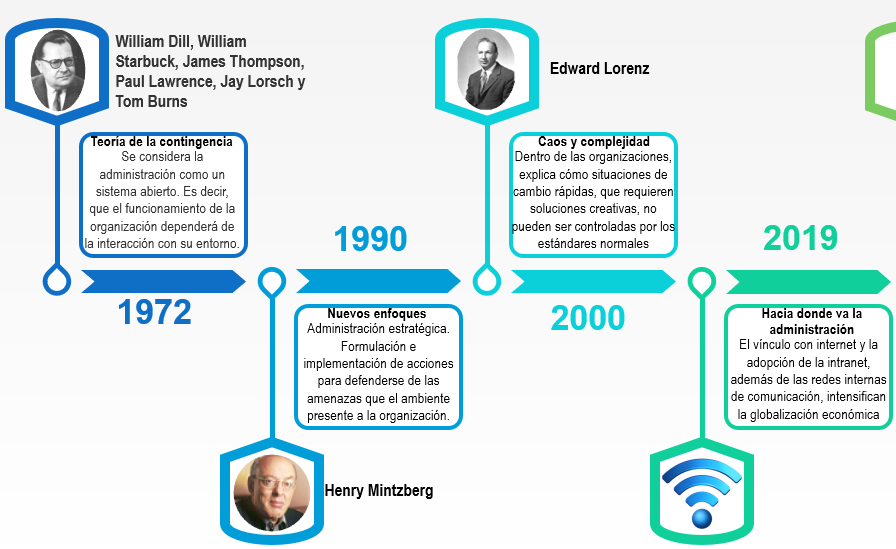 William Dill, William
Starbuck, James Thompson,
Paul Lawrence, Jay Lorsch y
Tom Burns
Teoría de la contingencia
Se considera la
administración como un
sistema abierto. Es decir,
que el funcionamiento de la
organización dependerá de
la interacción con su entorno.
1972
1990
Nuevos enfoques
Administración estratégica.
Formulación e
implementación de acciones
para defenderse de las
amenazas que el ambiente
presente a la organización.
Henry Mintzberg
Edward Lorenz
Caos y complejidad
Dentro de las organizaciones,
explica cómo situaciones de
cambio rápidas, que requieren
soluciones creativas, no
pueden ser controladas por los
estándares normales
2000
2019
Hacia donde va la
administración
El vínculo con internet y la
adopción de la intranet,
además de las redes internas
de comunicación, intensifican
la globalización económica